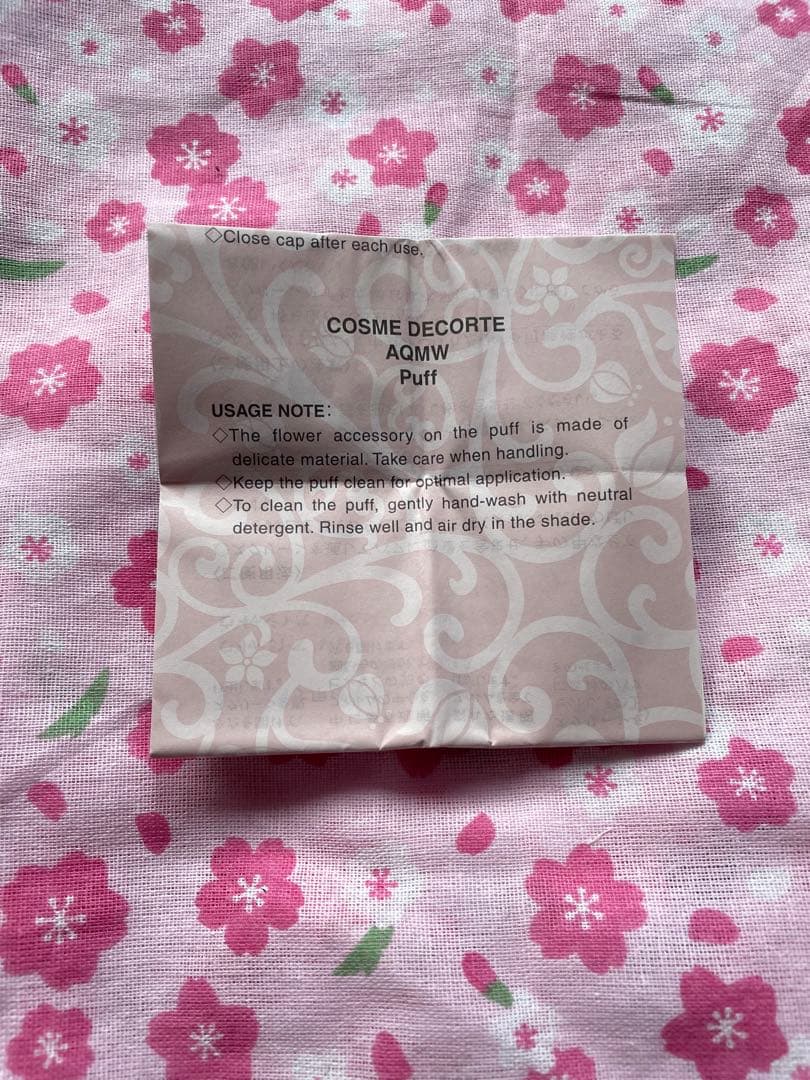 ◇Close cap after each use.
COSME DECORTE
AQMW
Puff
USAGE NOTE:
◇The flower accessory on the puff is made of
delicate material. Take care when handling.
◇Keep the puff clean for optimal application.
◇To clean the puff, gently hand-wash with neutral
detergent. Rinse well and air dry in the shade.